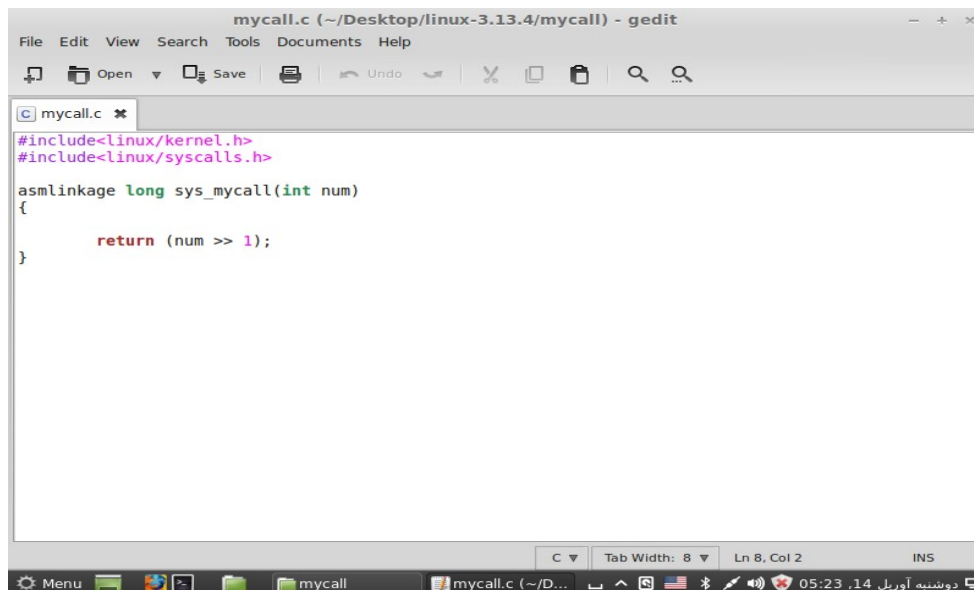 mycall.c (~/Desktop/linux-3.13.4/mycall) - gedit
File Edit View Search Tools Documents Help
Open Save Undo
mycall.c
#include<linux/kernel.h>
#include<linux/syscalls.h>
asmlinkage long sys_mycall(int num)
{
return (num >> 1);
}
C Tab Width: 8 Ln 8, Col 2 INS
Menu mycall mycall.c (~/D... دوشنبه آوریل 14, 05:23